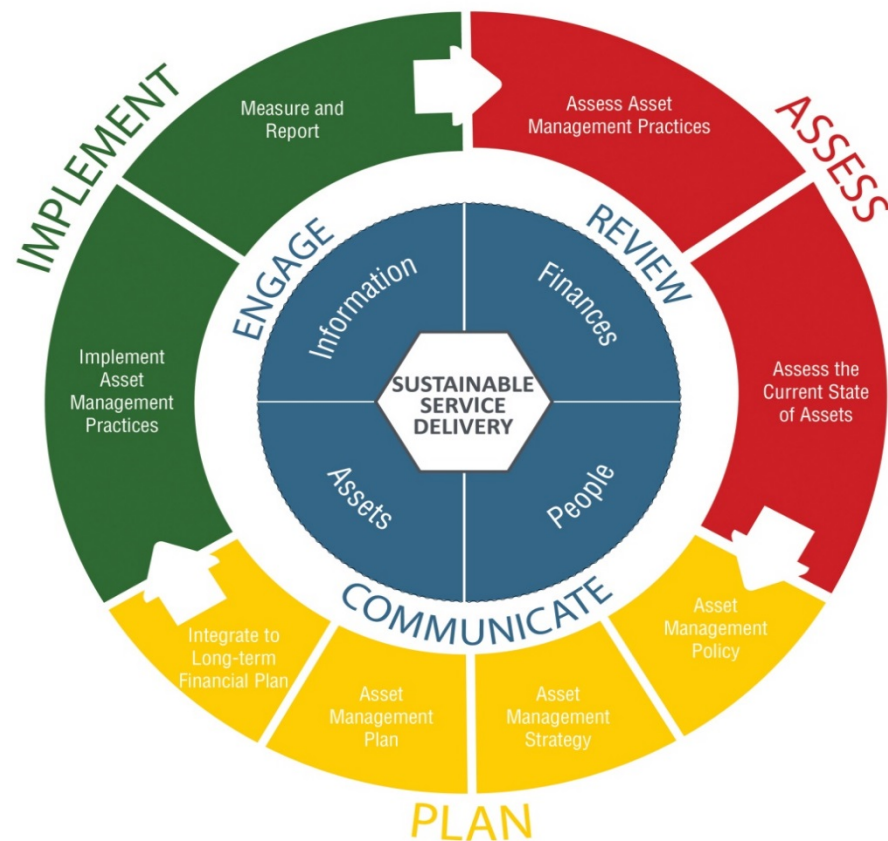 IMPLEMENT
Measure and
Report
Implement
Asset
Management
Practices
ASSESS
Assess Asset
Management Practices
Assess the
Current State
of Assets
PLAN
Asset
Management
Policy
Asset
Management
Strategy
Asset
Management
Plan
Integrate to
Long-term
Financial Plan
ENGAGE
REVIEW
COMMUNICATE
Information
Finances
Assets
People
SUSTAINABLE
SERVICE
DELIVERY